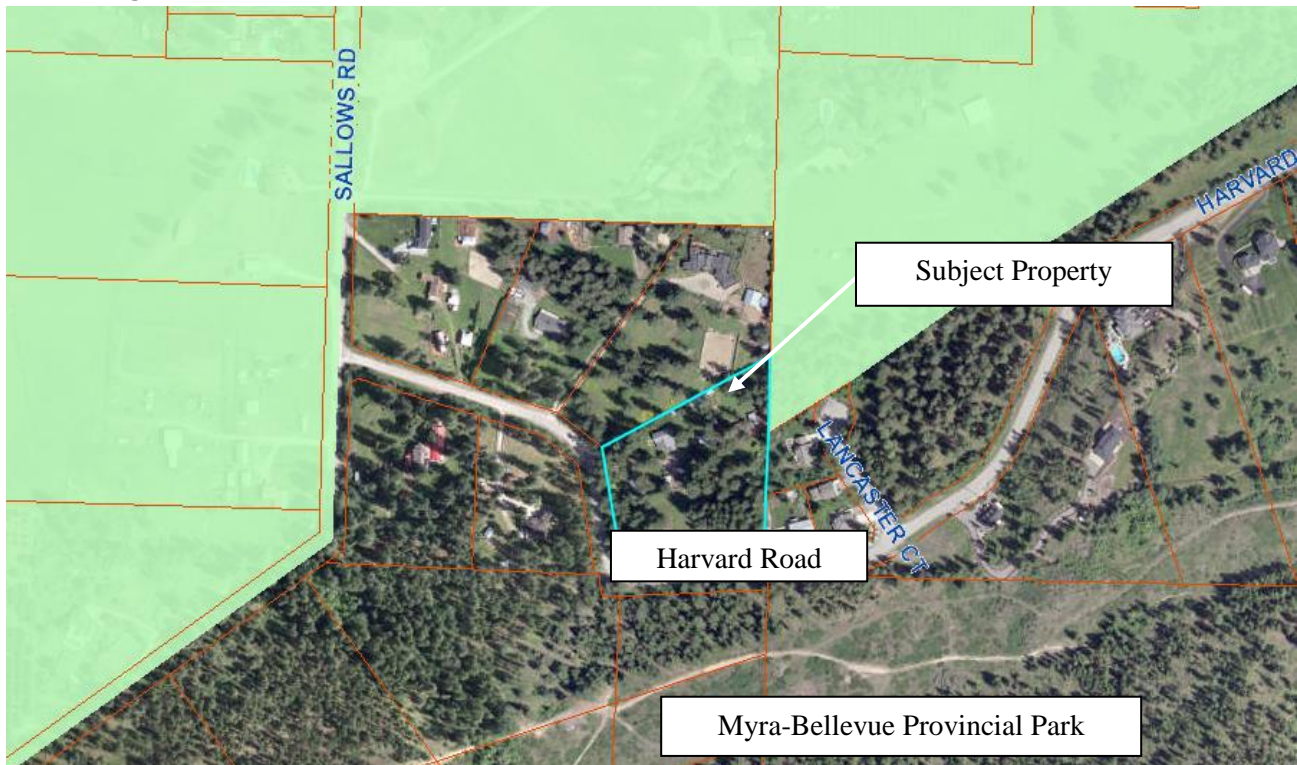 SALLOWS RD
HARVARD
Subject Property
LANCASTER CT
Harvard Road
Myra-Bellevue Provincial Park